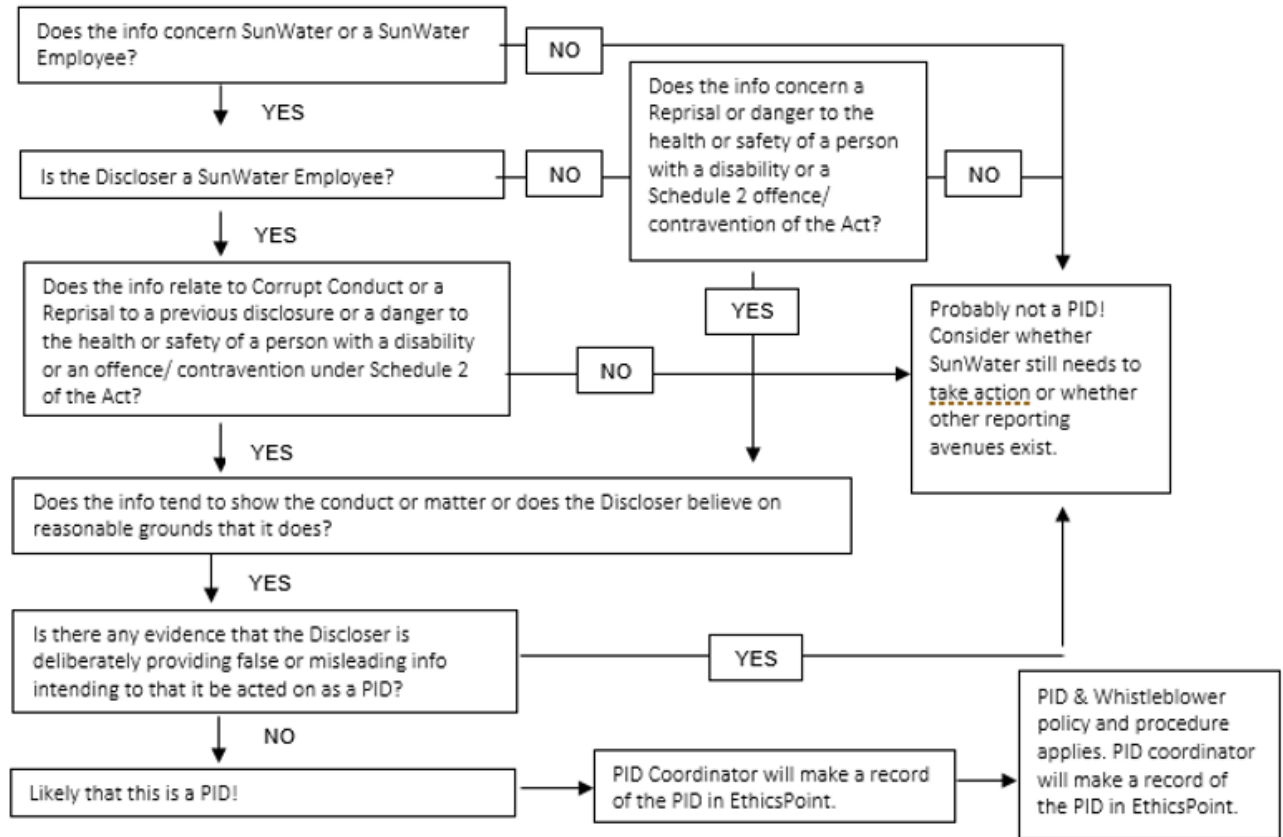 Does the info concern SunWater or a SunWater
Employee?
NO
YES
Does the info concern a
Reprisal or danger to the
health or safety of a person
with a disability or a
Schedule 2 offence/
contravention of the Act?
Is the Discloser a SunWater Employee?
NO
NO
YES
Does the info relate to Corrupt Conduct or a
Reprisal to a previous disclosure or a danger to
the health or safety of a person with a disability
or an offence/ contravention under Schedule 2
of the Act?
YES
NO
Probably not a PID!
Consider whether
SunWater still needs to
take action or whether
other reporting
avenues exist.
YES
Does the info tend to show the conduct or matter or does the Discloser believe on
reasonable grounds that it does?
YES
Is there any evidence that the Discloser is
deliberately providing false or misleading info
intending to that it be acted on as a PID?
YES
NO
Likely that this is a PID!
PID Coordinator will make a record
of the PID in EthicsPoint.
PID & Whistleblower
policy and procedure
applies. PID coordinator
will make a record of
the PID in EthicsPoint.